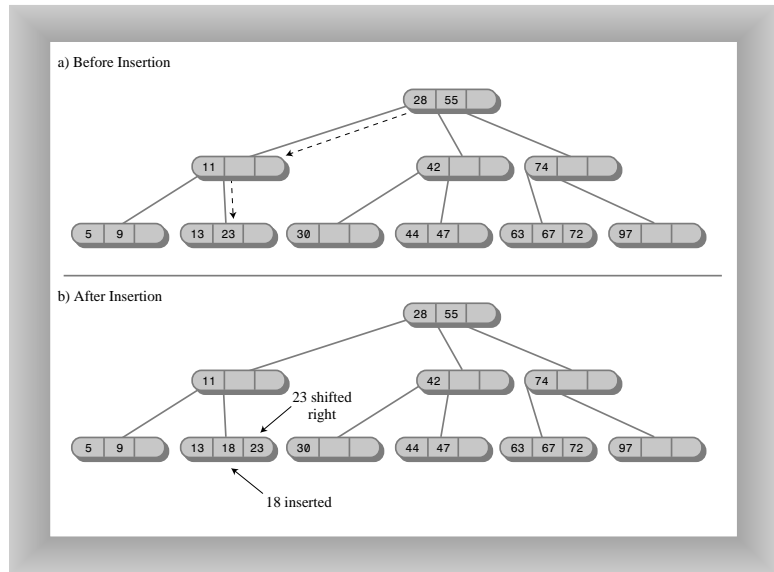 a) Before Insertion
28 55
11
42
74
5 9
13 23
30
44 47
63 67 72
97
b) After Insertion
28 55
11
42
74
23 shifted
right
5 9
13 18 23
30
44 47
63 67 72
97
18 inserted